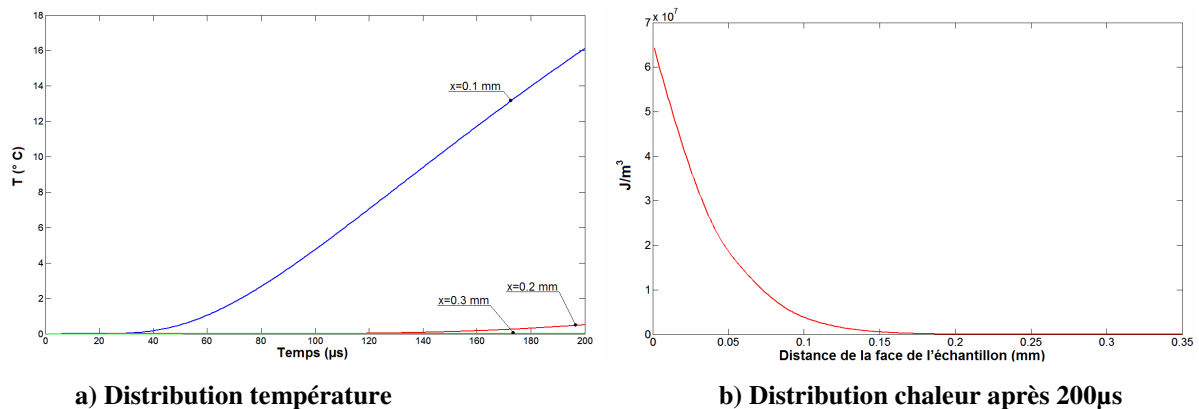 18
16
14
12
10
8
6
4
2
0
T (° C)
x=0.1 mm
x=0.2 mm
x=0.3 mm
0 20 40 60 80 100 120 140 160 180 200
Temps (µs)
a) Distribution température
7 x 10⁷
6
5
4
3
2
1
0
J/m³
0 0.05 0.1 0.15 0.2 0.25 0.3 0.35
Distance de la face de l’échantillon (mm)
b) Distribution chaleur après 200µs